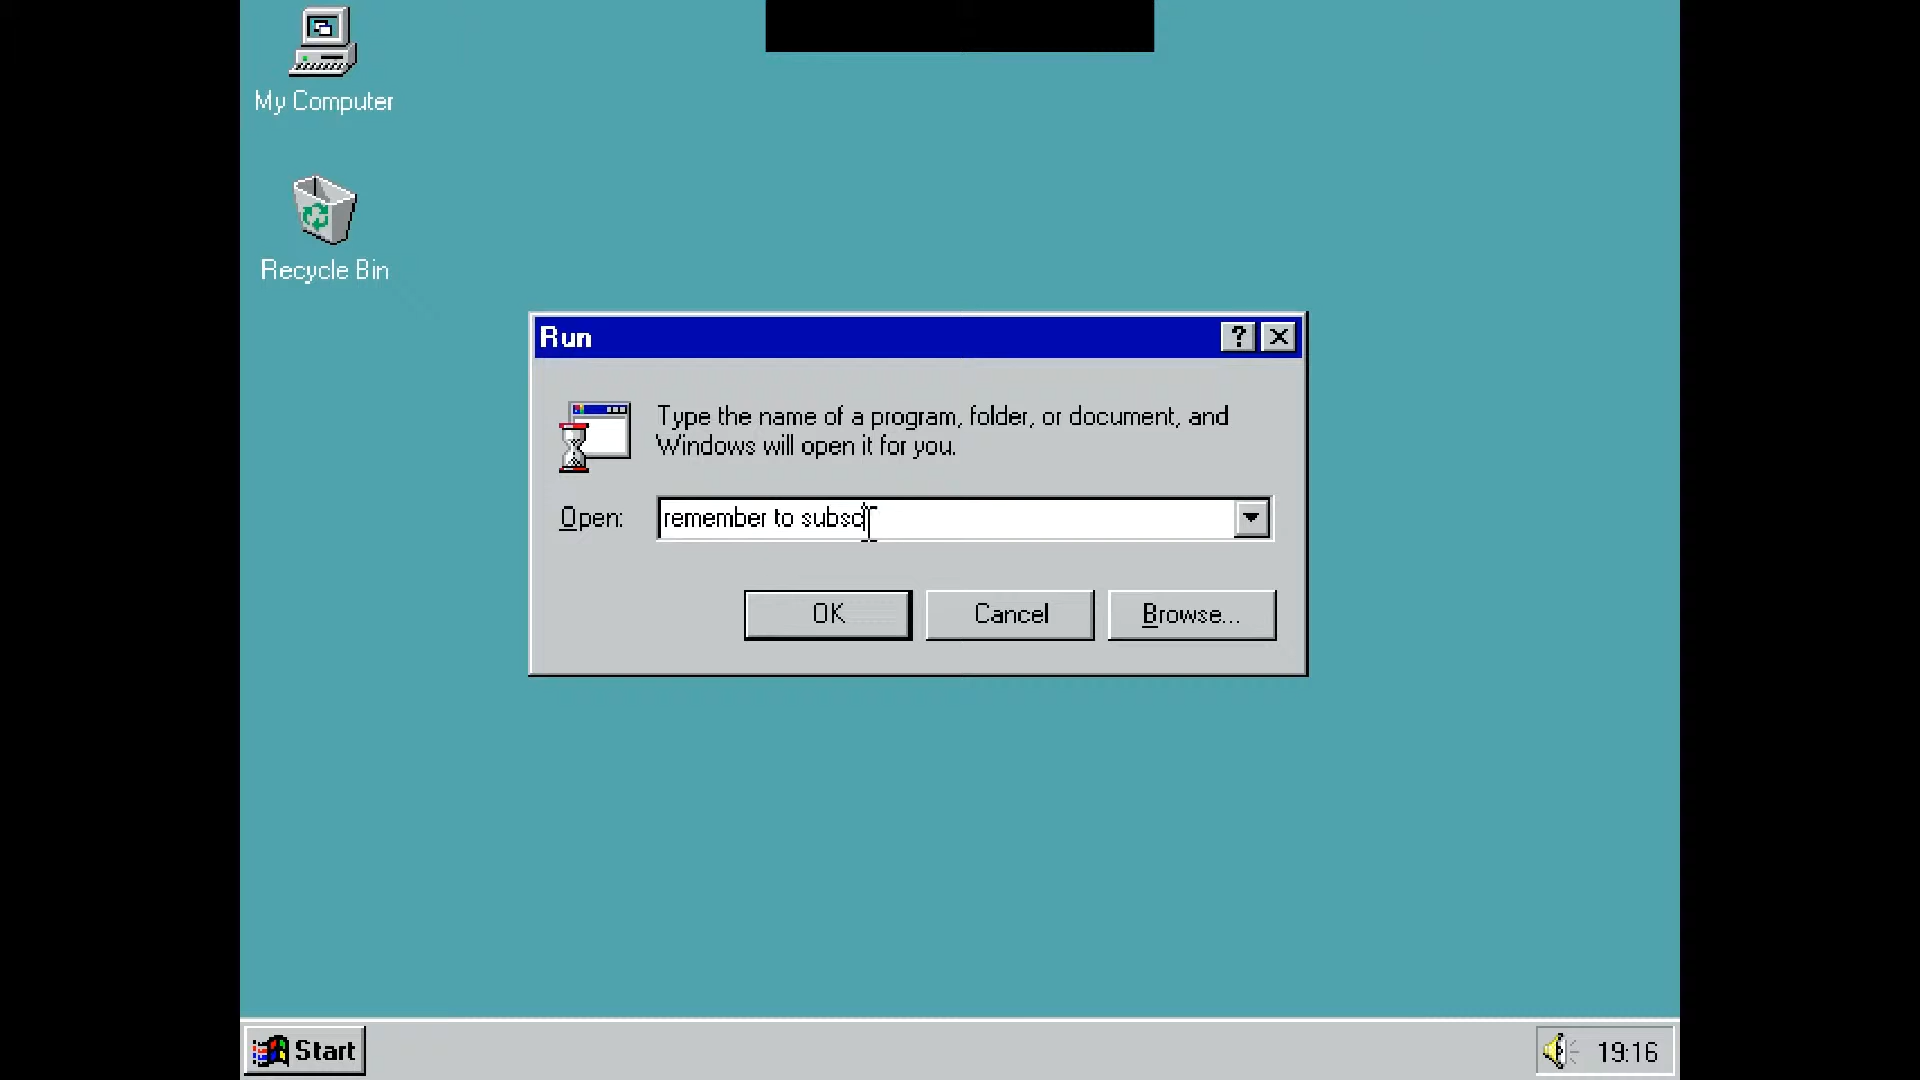 My Computer
Recycle Bin
Run
?
Type the name of a program, folder, or document, and
Windows will open it for you.
Open: remember to subsc
OK Cancel Browse...
Start 19:16